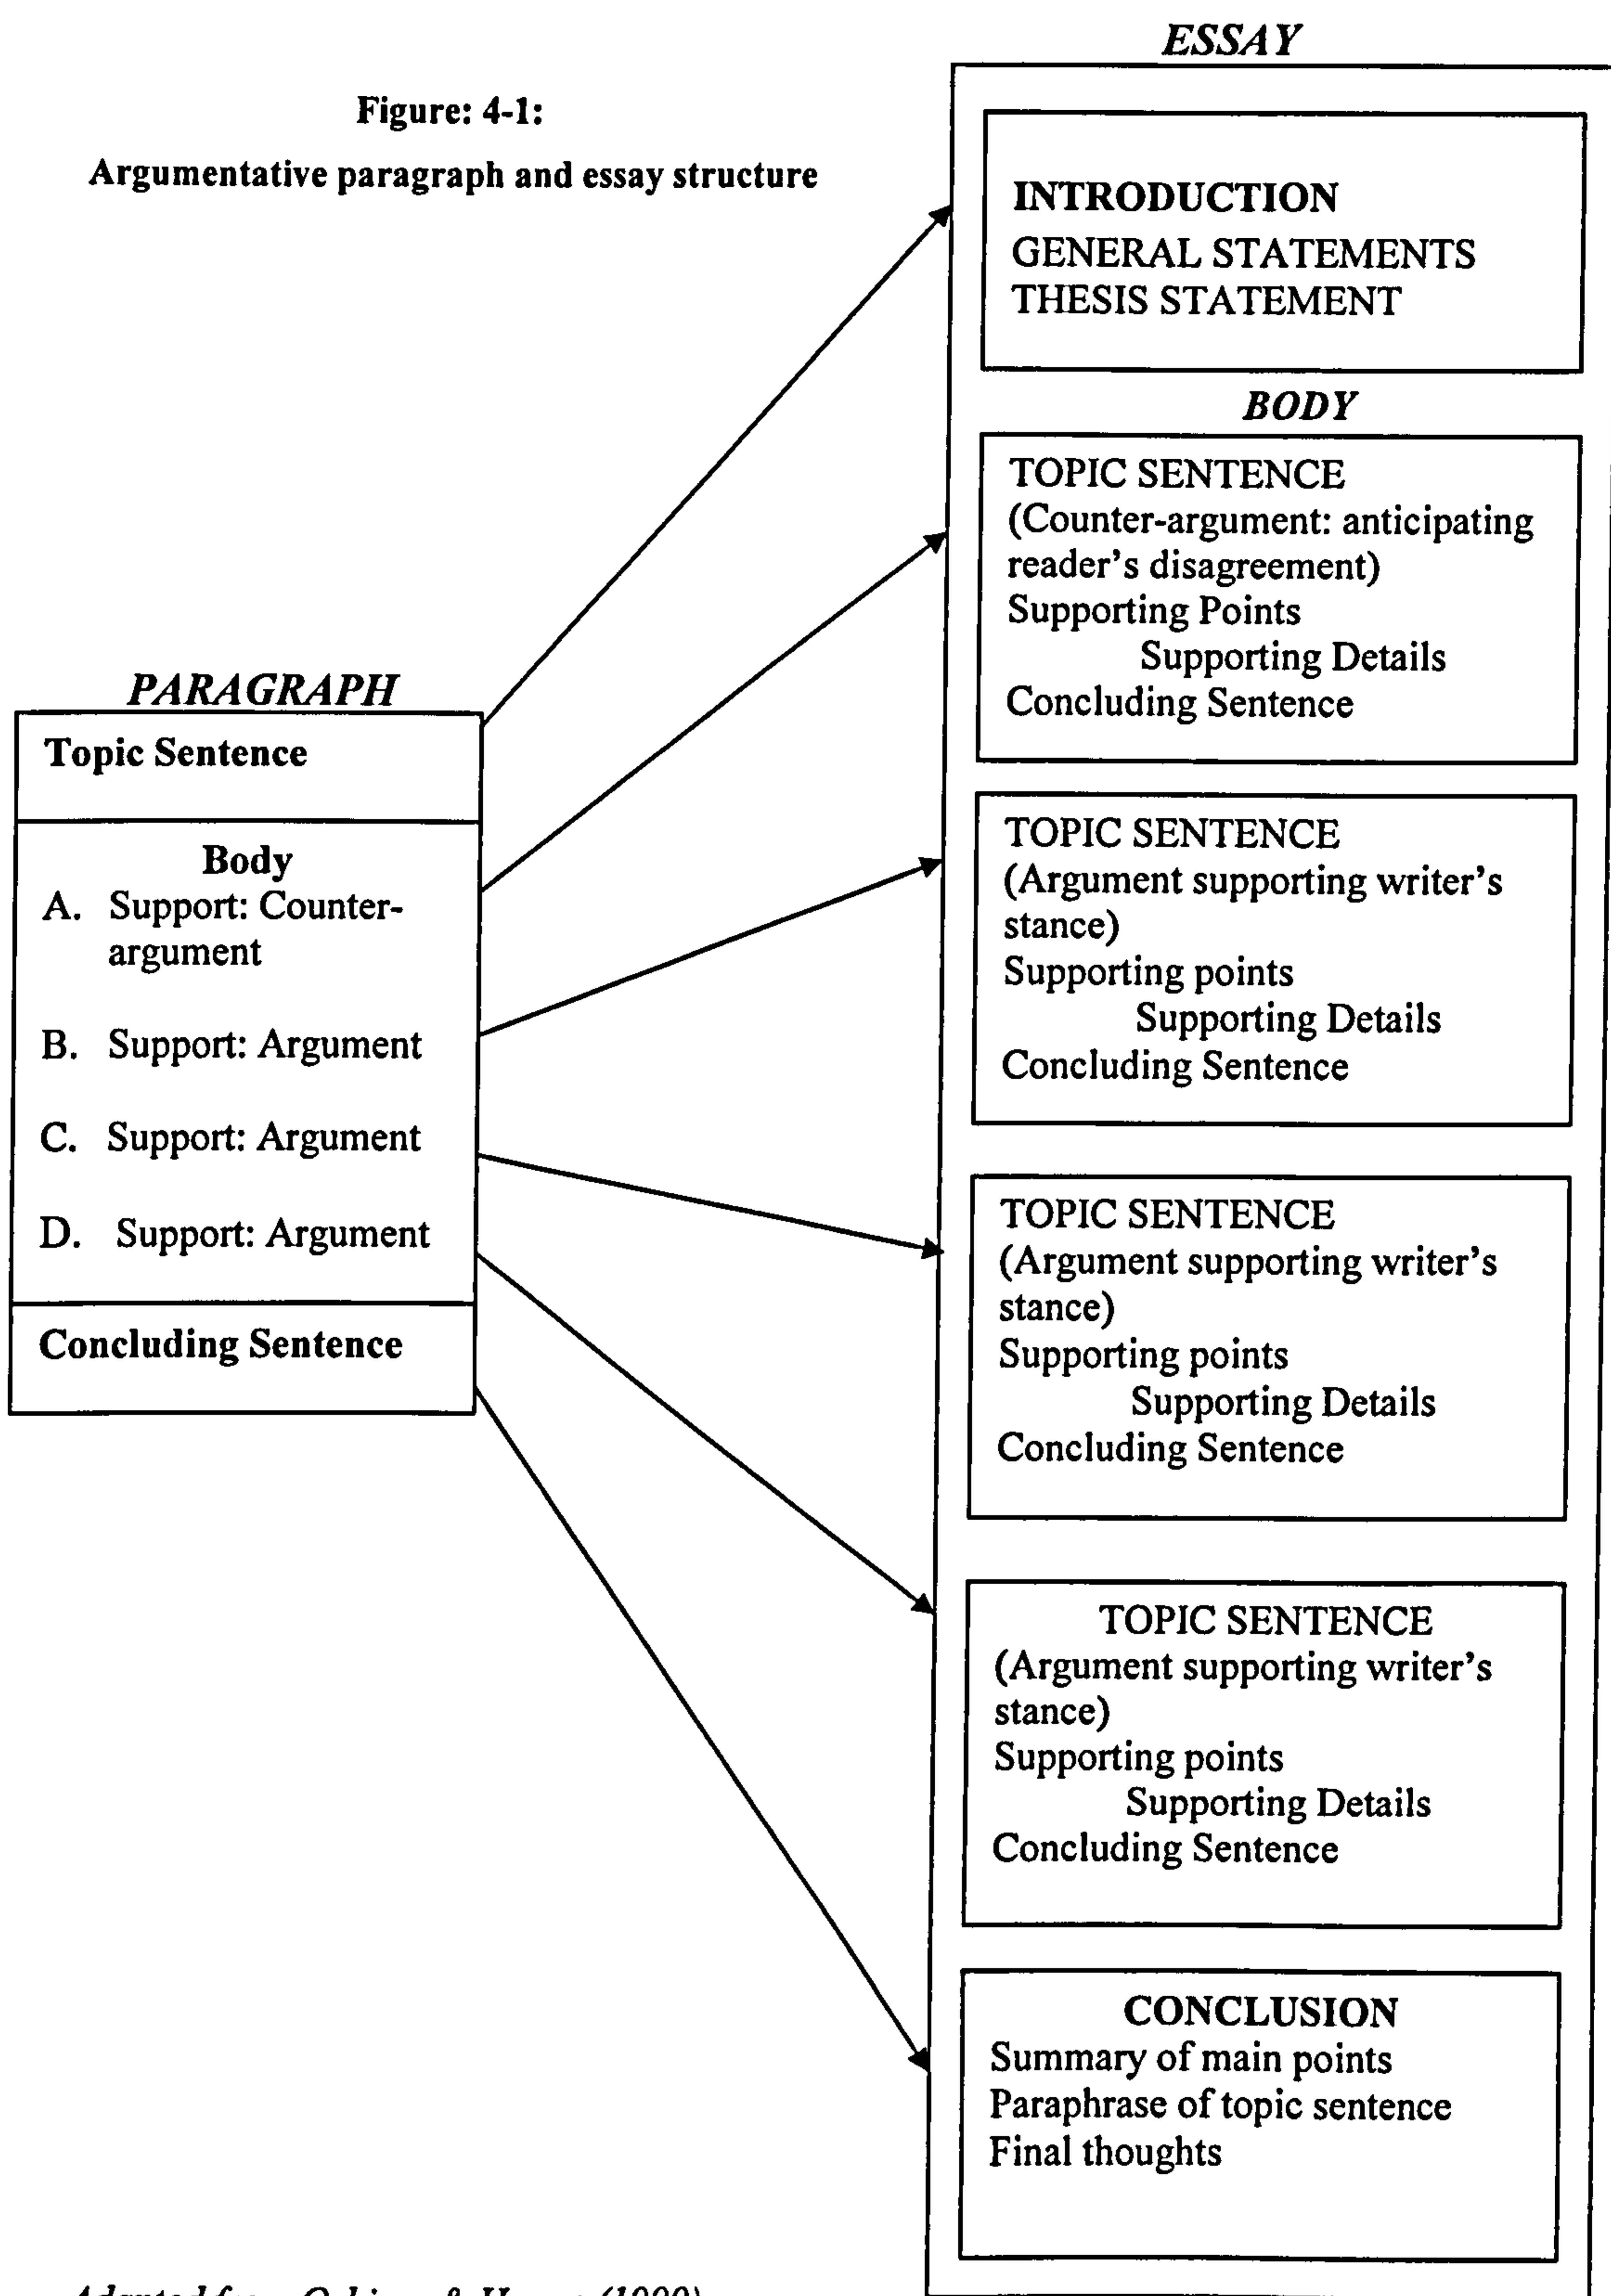 Figure: 4-1:
Argumentative paragraph and essay structure
PARAGRAPH
Topic Sentence
Body
A. Support: Counter-
argument
B. Support: Argument
C. Support: Argument
D. Support: Argument
Concluding Sentence
ESSAY
INTRODUCTION
GENERAL STATEMENTS
THESIS STATEMENT
BODY
TOPIC SENTENCE
(Counter-argument: anticipating
reader's disagreement)
Supporting Points
Supporting Details
Concluding Sentence
TOPIC SENTENCE
(Argument supporting writer's
stance)
Supporting points
Supporting Details
Concluding Sentence
TOPIC SENTENCE
(Argument supporting writer's
stance)
Supporting points
Supporting Details
Concluding Sentence
TOPIC SENTENCE
(Argument supporting writer's
stance)
Supporting points
Supporting Details
Concluding Sentence
CONCLUSION
Summary of main points
Paraphrase of topic sentence
Final thoughts
Adapted from & (1999)